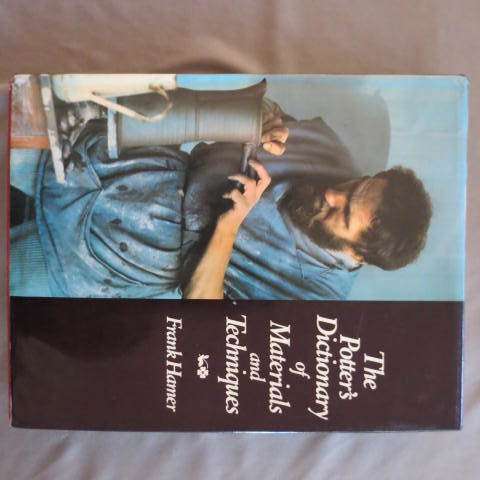 The
Potter's
Dictionary
of
Materials
and
Techniques
Frank Hamer